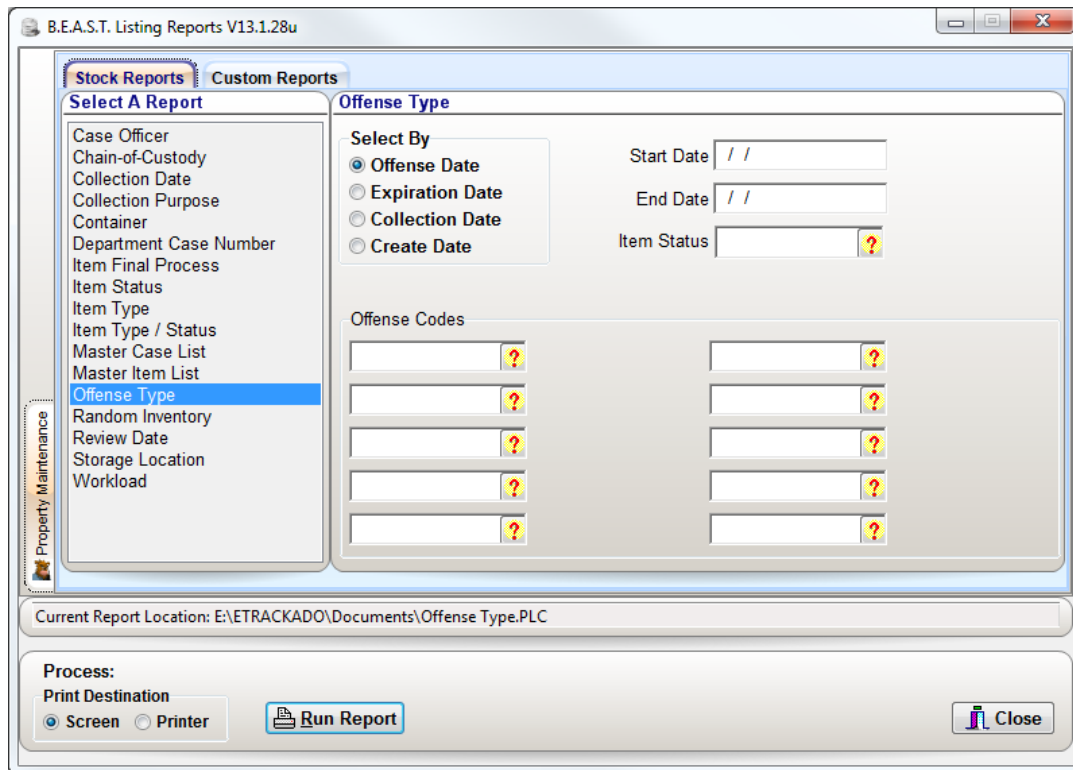 B.E.A.S.T. Listing Reports V13.1.28u
Stock Reports
Custom Reports
Select A Report
Case Officer
Chain-of-Custody
Collection Date
Collection Purpose
Container
Department Case Number
Item Final Process
Item Status
Item Type
Item Type / Status
Master Case List
Master Item List
Offense Type
Random Inventory
Review Date
Storage Location
Workload
Property Maintenance
Offense Type
Select By
Offense Date
Expiration Date
Collection Date
Create Date
Start Date / /
End Date / /
Item Status ?
Offense Codes
? ?
? ?
? ?
? ?
? ?
Current Report Location: E:\ETRACKADO\Documents\Offense Type.PLC
Process:
Print Destination
Screen Printer
Run Report
Close